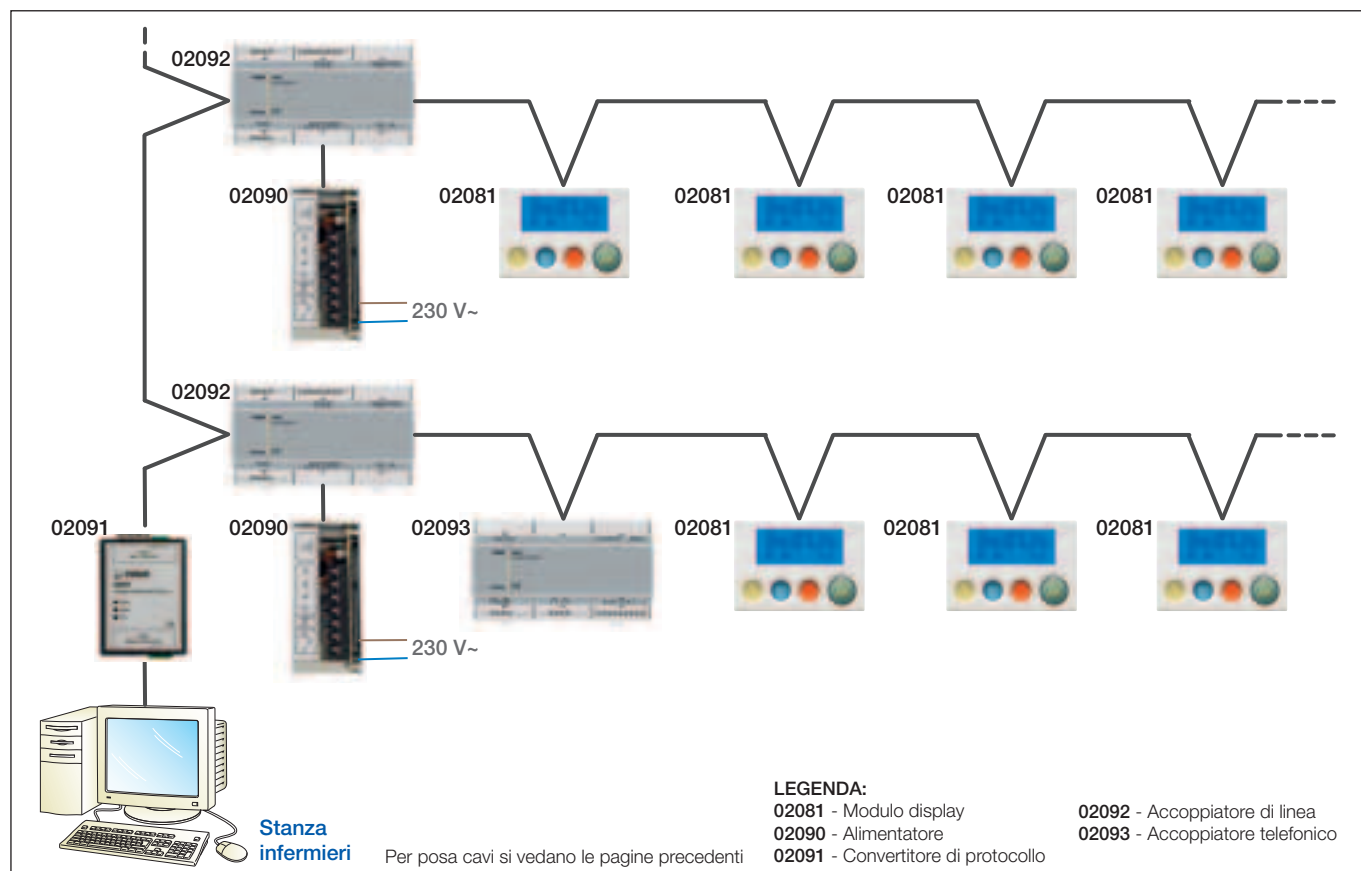 02092
02090
02081
02081
02081
02081
230 V~
02092
02091
02090
02093
02081
02081
02081
230 V~
Stanza
infermieri
Per posa cavi si vedano le pagine precedenti
LEGENDA:
02081 - Modulo display
02090 - Alimentatore
02091 - Convertitore di protocollo
02092 - Accoppiatore di linea
02093 - Accoppiatore telefonico